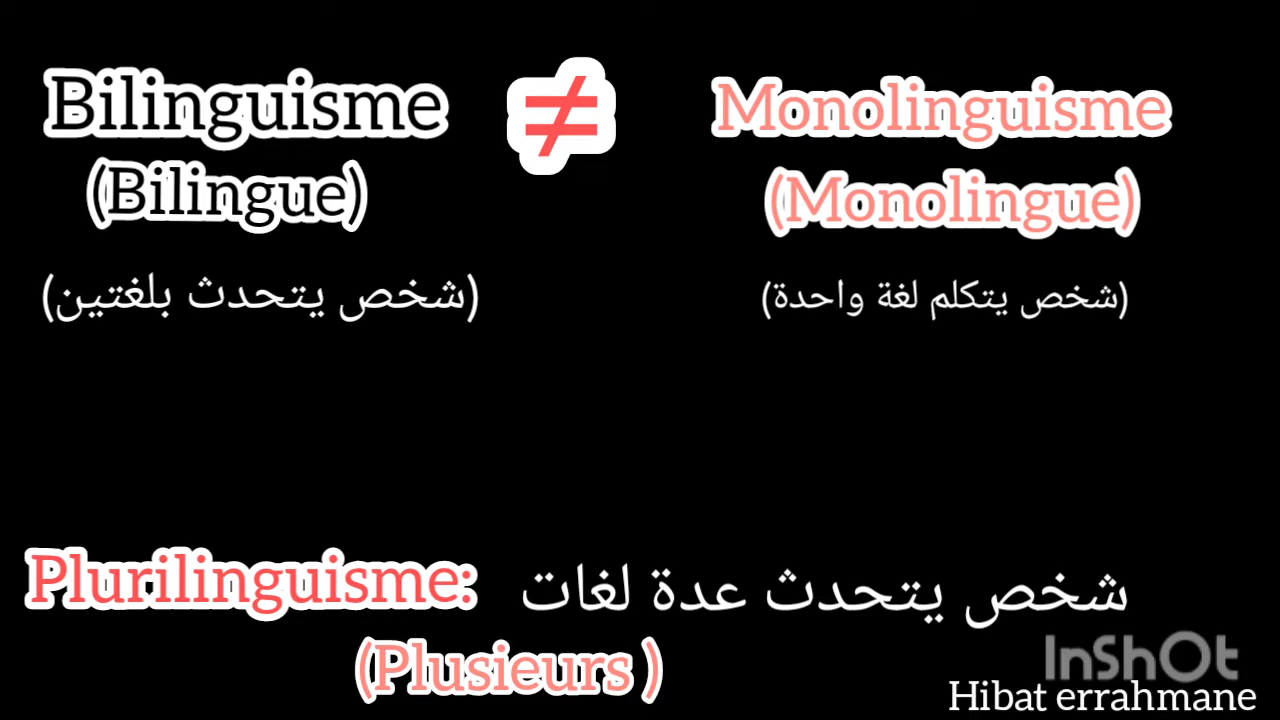 Bilinguisme ≠ Monolinguisme
(Bilingue) (Monolingue)
(شخص يتحدث بلغتين) (شخص يتكلم لغة واحدة)
Plurilinguisme: شخص يتحدث عدة لغات
(Plusieurs )
InShOt
Hibat errahmane